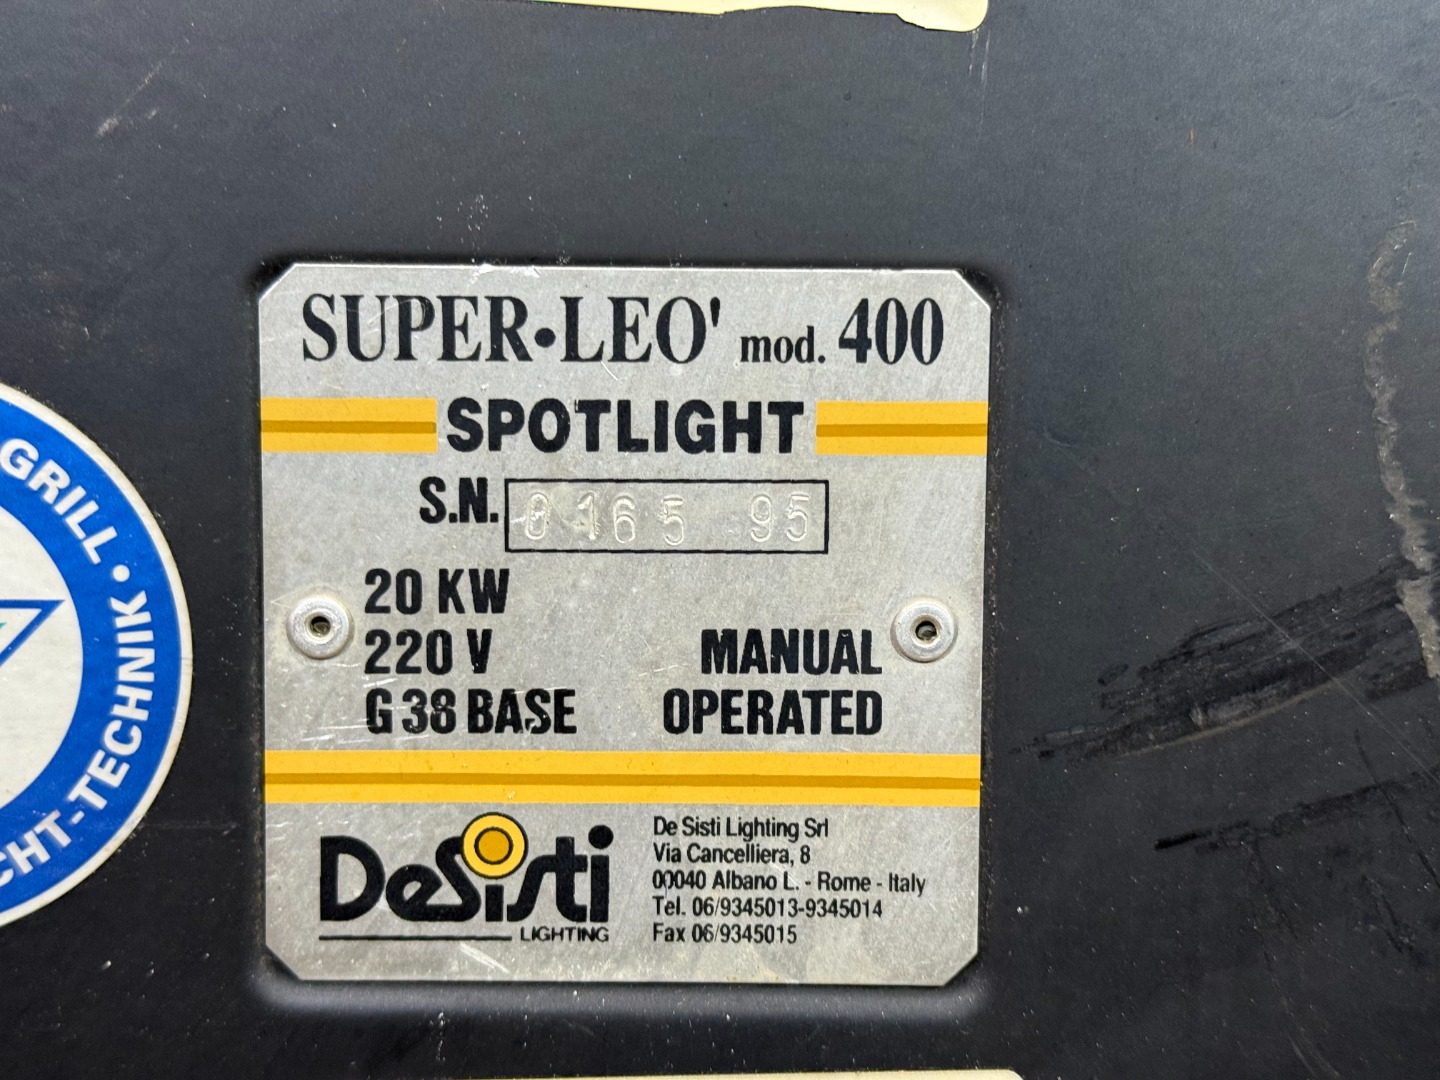 SUPER•LEO' mod. 400
SPOTLIGHT
S.N. 0165 95
20 KW
220 V MANUAL
G 38 BASE OPERATED
DeSisti
LIGHTING
De Sisti Lighting Srl
Via Cancelliera, 8
00040 Albano L. - Rome - Italy
Tel. 06/9345013-9345014
Fax 06/9345015
GRILL •
CHT-TECHNIK